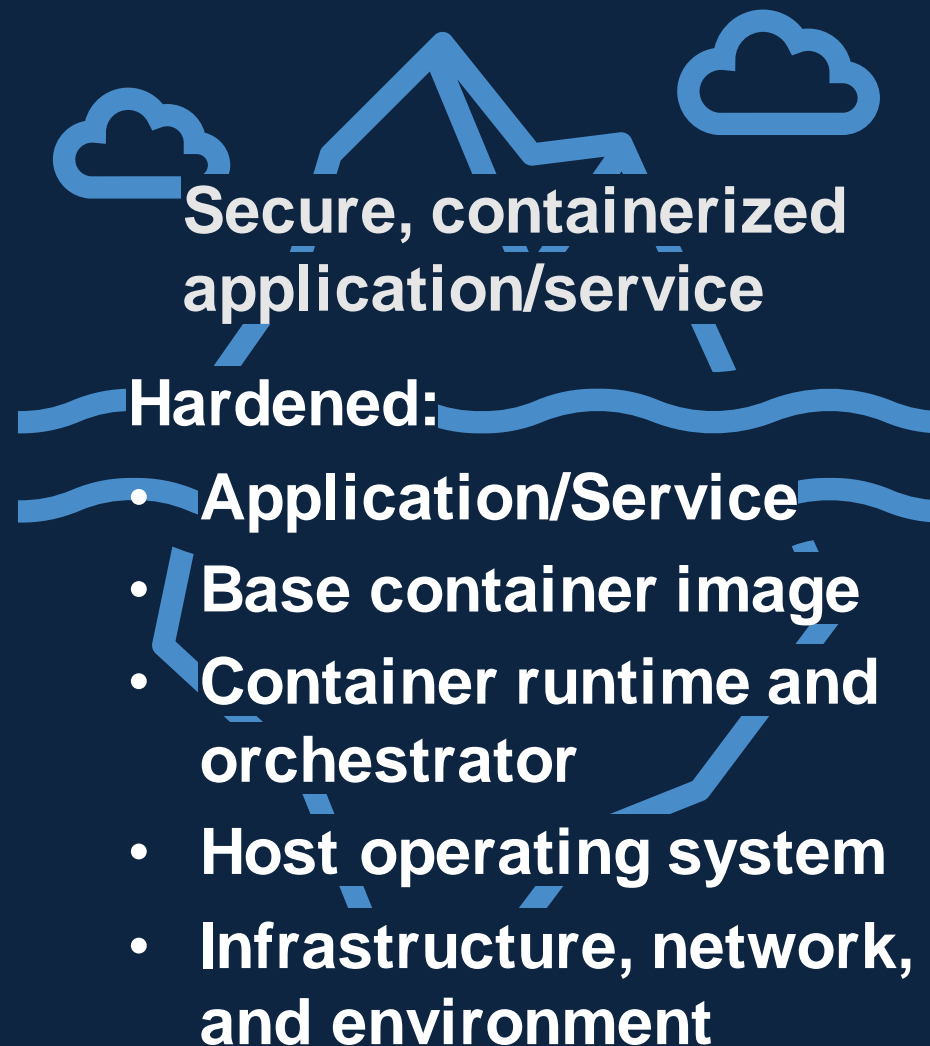 Secure, containerized
application/service
Hardened:
• Application/Service
• Base container image
• Container runtime and
orchestrator
• Host operating system
• Infrastructure, network,
and environment